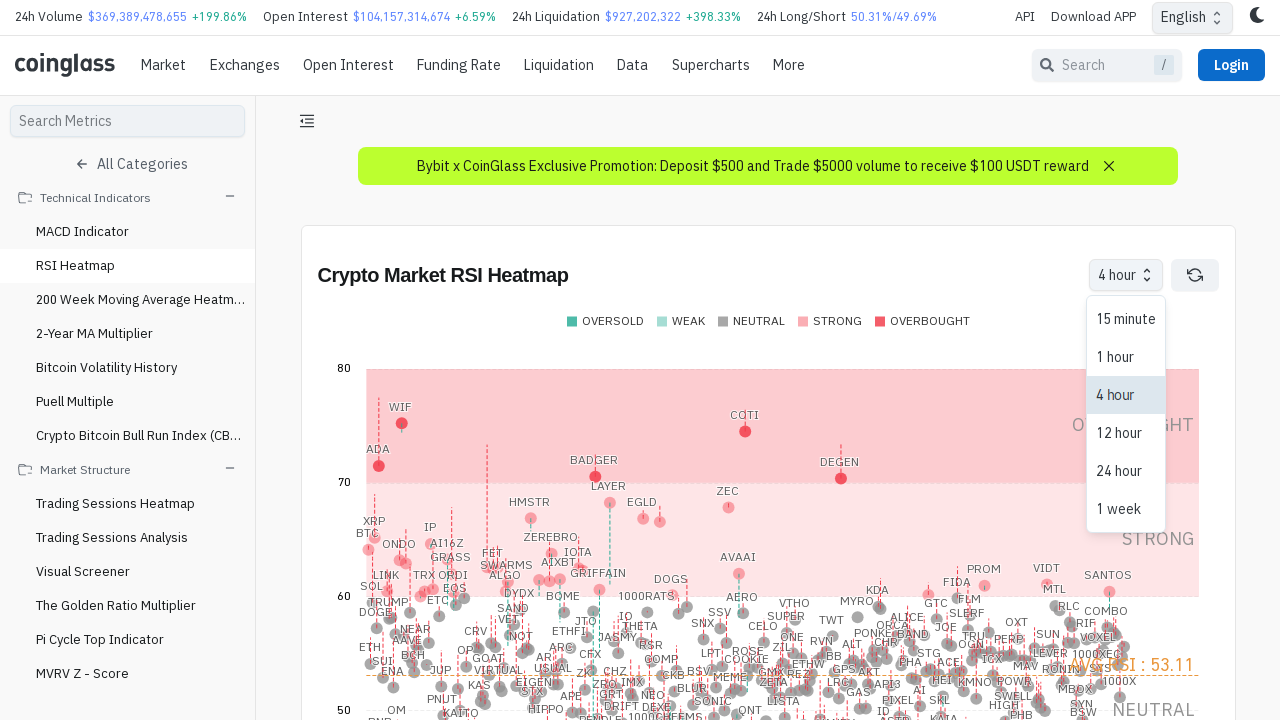 24h Volume $369,389,478,655 +199.86% Open Interest $104,157,314,674 +6.59% 24h Liquidation $927,202,322 +398.33% 24h Long/Short 50.31%/49.69% API Download APP English
coinglass Market Exchanges Open Interest Funding Rate Liquidation Data Supercharts More Search / Login
Search Metrics
All Categories
Technical Indicators
MACD Indicator
RSI Heatmap
200 Week Moving Average Heatm...
2-Year MA Multiplier
Bitcoin Volatility History
Puell Multiple
Crypto Bitcoin Bull Run Index (CB...
Market Structure
Trading Sessions Heatmap
Trading Sessions Analysis
Visual Screener
The Golden Ratio Multiplier
Pi Cycle Top Indicator
MVRV Z - Score
Bybit x CoinGlass Exclusive Promotion: Deposit $500 and Trade $5000 volume to receive $100 USDT reward
Crypto Market RSI Heatmap
4 hour
15 minute
1 hour
4 hour
12 hour
24 hour
1 week
OVERSOLD WEAK NEUTRAL STRONG OVERBOUGHT
80
WIF COTI
ADA BADGER DEGEN
70
LAYER
HMSTR EGLD ZEC
XRP IP
BTC ONDO AI16Z ZEREBRO STRONG
GRASS FET IOTA
SWARMS AIXBT AVAAI
LINK TRX ORDI ALGO GRIFFAIN DOGS PROM VIDT SANTOS
SOL EOS FIDA MTL
60
TRUMP ETC DYDX BOME 1000RATS AERO VTHO MYRO KDA GTC FLM RLC COMBO
DOGE SAND JTO IO SSV SUPER ALICE SLERF
NEAR VET THETA SNX CELO TWT JOE OXT RIF
AAVE CRV NOT ETHFI JASMY ONE PONKE BAND TRU SUN VOXEL
ETH BCH RSR ROSE ZIL RVN ALT CHR OGN PERP LEVER 1000XEC
SUI GOAT CFX COMP LPT COOKIE ETHW BB STG ACE
AVG RSI : 53.11
ENA JUP VIRTUAL USUAL CHZ CKB BSV REZ GPS AKT PHA HEI MAV RONIN SYS
KAS EIGEN ZRO IMX BLUR MEME ZETA LRC API3 AI KMNO POWR MBOX 1000X
OM PNUT STX APE GRT NEO SONIC LISTA GAS PIXEL SKL SWELL SYN
KAITO HIPPO DRIFT DEXE QNT ID HIGH BSW
50 1000CHEEMS KAIA PHB NEUTRAL